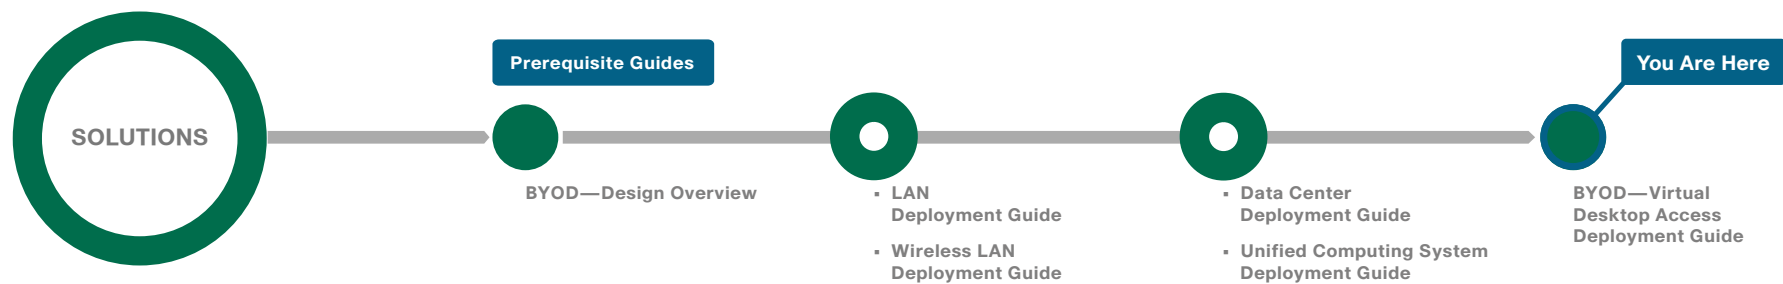 SOLUTIONS
Prerequisite Guides
BYOD—Design Overview
▪ LAN
Deployment Guide
▪ Wireless LAN
Deployment Guide
▪ Data Center
Deployment Guide
▪ Unified Computing System
Deployment Guide
You Are Here
BYOD—Virtual
Desktop Access
Deployment Guide